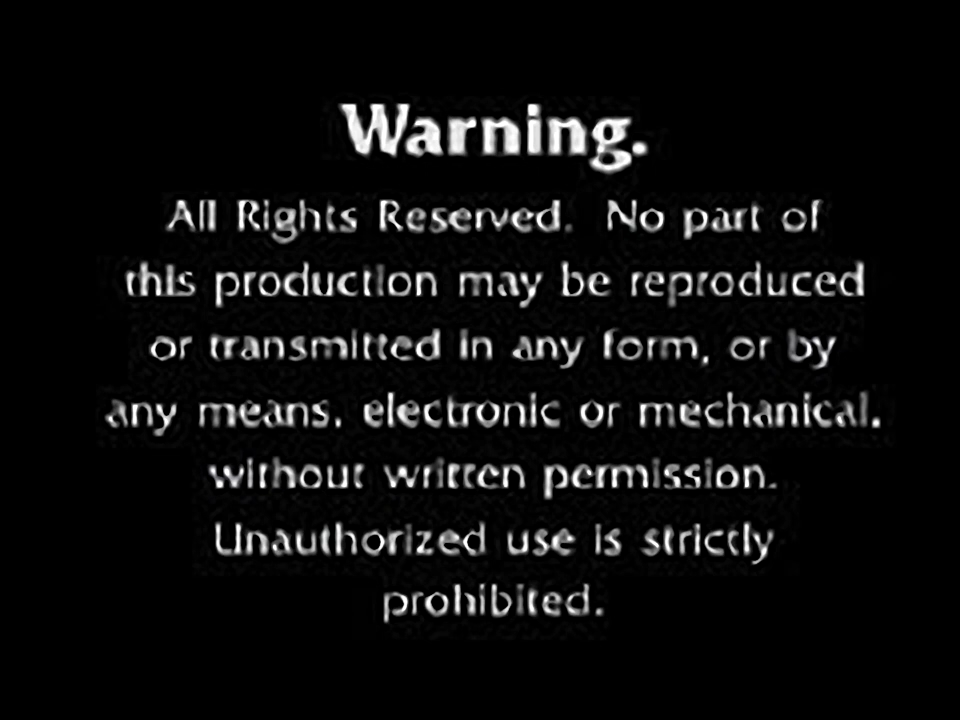 Warning.
All Rights Reserved. No part of
this production may be reproduced
or transmitted in any form, or by
any means, electronic or mechanical,
without written permission.
Unauthorized use is strictly
prohibited.